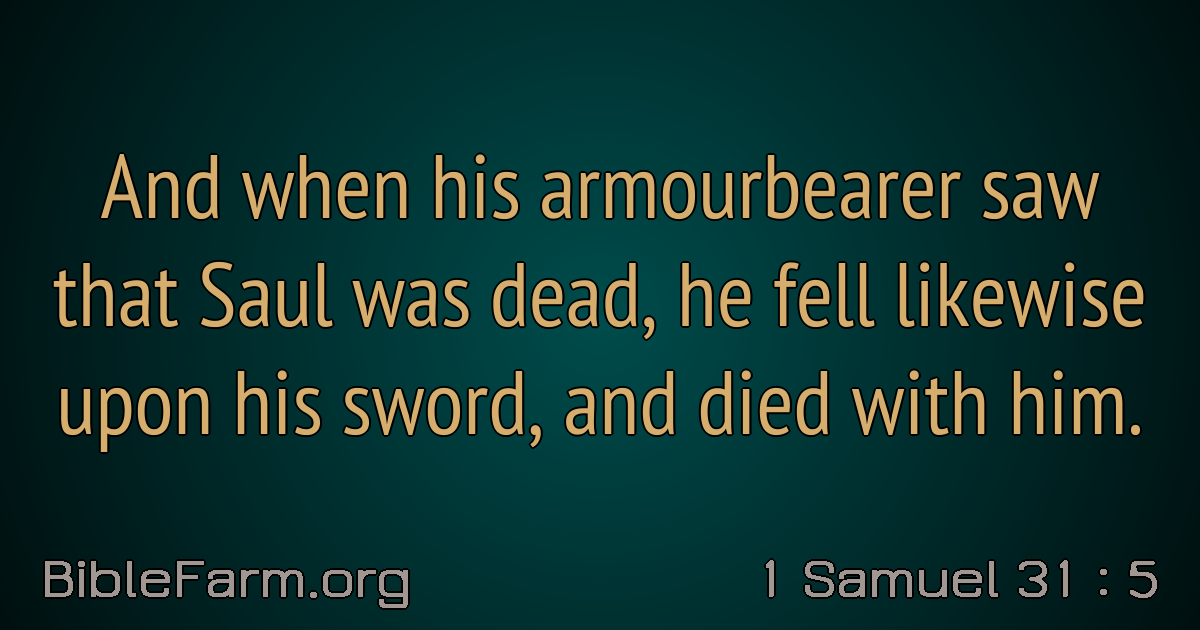 And when his armourbearer saw
that Saul was dead, he fell likewise
upon his sword, and died with him.
BibleFarm.org
1 Samuel 31 : 5